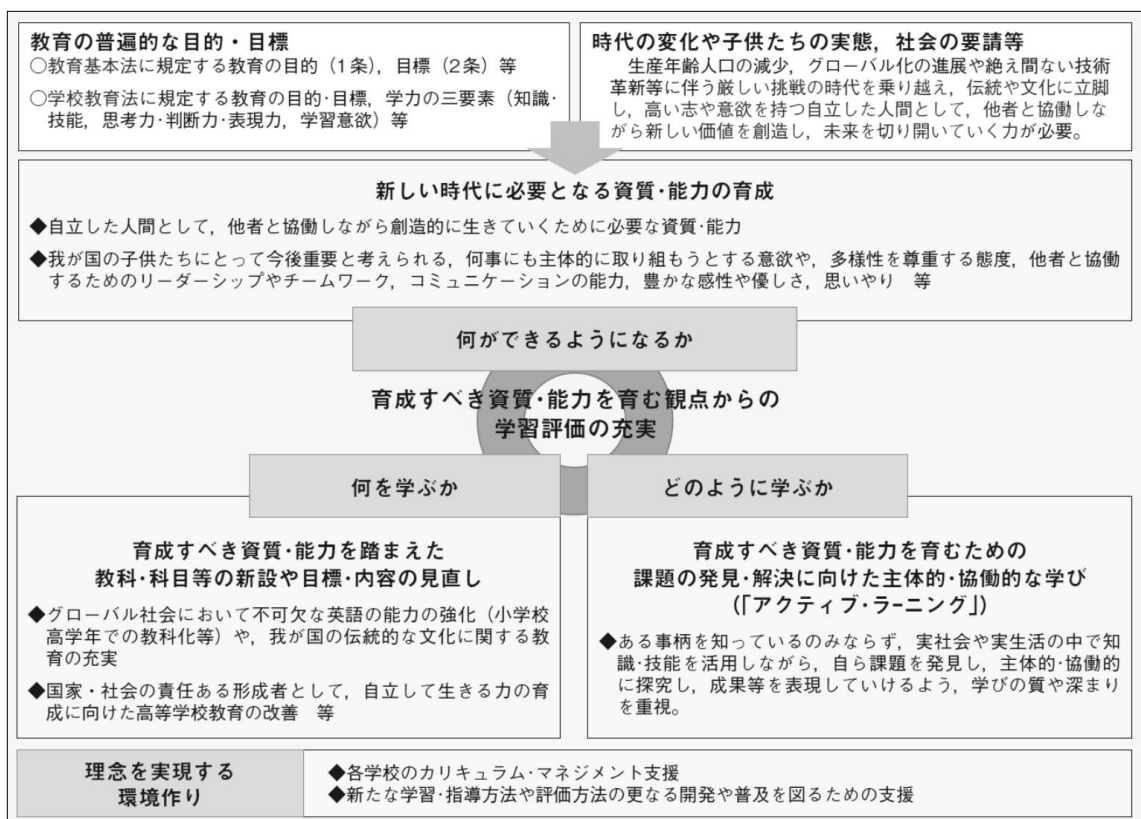 教育の普遍的な目的・目標
○教育基本法に規定する教育の目的（1条），目標（2条）等
○学校教育法に規定する教育の目的・目標，学力の三要素（知識・
技能，思考力・判断力・表現力，学習意欲）等
時代の変化や子供たちの実態，社会の要請等
生産年齢人口の減少，グローバル化の進展や絶え間ない技術
革新等に伴う厳しい挑戦の時代を乗り越え，伝統や文化に立脚
し，高い志や意欲を持つ自立した人間として，他者と協働しな
がら新しい価値を創造し，未来を切り開いていく力が必要。
新しい時代に必要となる資質・能力の育成
◆自立した人間として，他者と協働しながら創造的に生きていくために必要な資質・能力
◆我が国の子供たちにとって今後重要と考えられる，何事にも主体的に取り組もうとする意欲や，多様性を尊重する態度，他者と協働
するためのリーダーシップやチームワーク，コミュニケーションの能力，豊かな感性や優しさ，思いやり　等
何ができるようになるか
育成すべき資質・能力を育む観点からの
学習評価の充実
何を学ぶか
育成すべき資質・能力を踏まえた
教科・科目等の新設や目標・内容の見直し
◆グローバル社会において不可欠な英語の能力の強化（小学校
高学年での教科化等）や，我が国の伝統的な文化に関する教
育の充実
◆国家・社会の責任ある形成者として，自立して生きる力の育
成に向けた高等学校教育の改善　等
どのように学ぶか
育成すべき資質・能力を育むための
課題の発見・解決に向けた主体的・協働的な学び
（「アクティブ・ラーニング」）
◆ある事柄を知っているのみならず，実社会や実生活の中で知
識・技能を活用しながら，自ら課題を発見し，主体的・協働的
に探究し，成果等を表現していけるよう，学びの質や深まり
を重視。
理念を実現する
環境作り
◆各学校のカリキュラム・マネジメント支援
◆新たな学習・指導方法や評価方法の更なる開発や普及を図るための支援